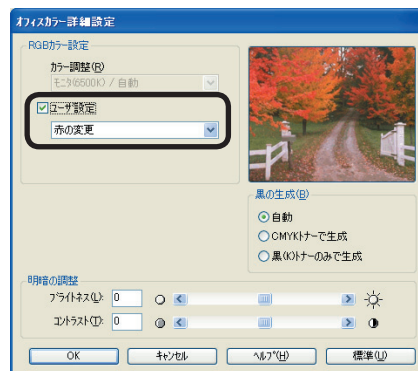 オフィスカラー詳細設定
RGBカラー設定
カラー調整(R)
モニタ(6500K) / 自動
ユーザ設定
赤の変更
黒の生成(B)
自動
CMYKトナーで生成
黒(K)トナーのみで生成
明暗の調整
ブライトネス(L): 0
コントラスト(T): 0
OK キャンセル ヘルプ(H) 標準(U)